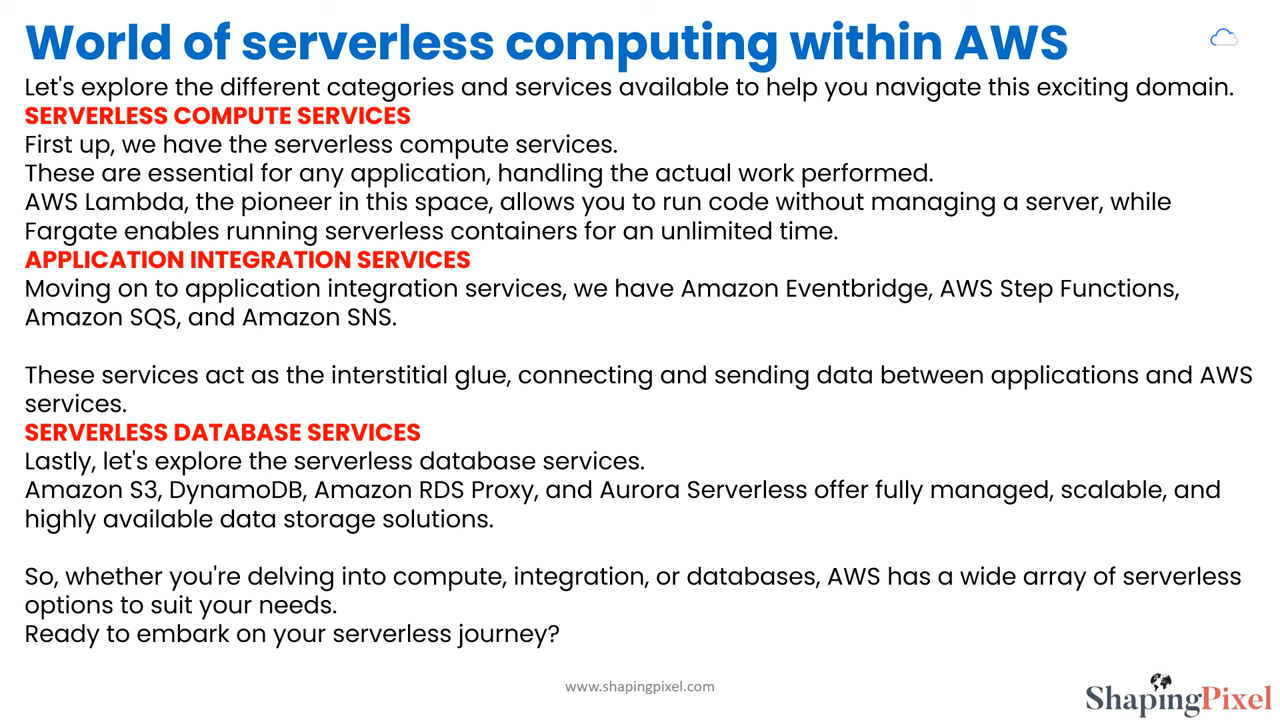 World of serverless computing within AWS
Let's explore the different categories and services available to help you navigate this exciting domain.
SERVERLESS COMPUTE SERVICES
First up, we have the serverless compute services.
These are essential for any application, handling the actual work performed.
AWS Lambda, the pioneer in this space, allows you to run code without managing a server, while
Fargate enables running serverless containers for an unlimited time.
APPLICATION INTEGRATION SERVICES
Moving on to application integration services, we have Amazon Eventbridge, AWS Step Functions,
Amazon SQS, and Amazon SNS.
These services act as the interstitial glue, connecting and sending data between applications and AWS
services.
SERVERLESS DATABASE SERVICES
Lastly, let's explore the serverless database services.
Amazon S3, DynamoDB, Amazon RDS Proxy, and Aurora Serverless offer fully managed, scalable, and
highly available data storage solutions.
So, whether you're delving into compute, integration, or databases, AWS has a wide array of serverless
options to suit your needs.
Ready to embark on your serverless journey?
www.shapingpixel.com
ShapingPixel